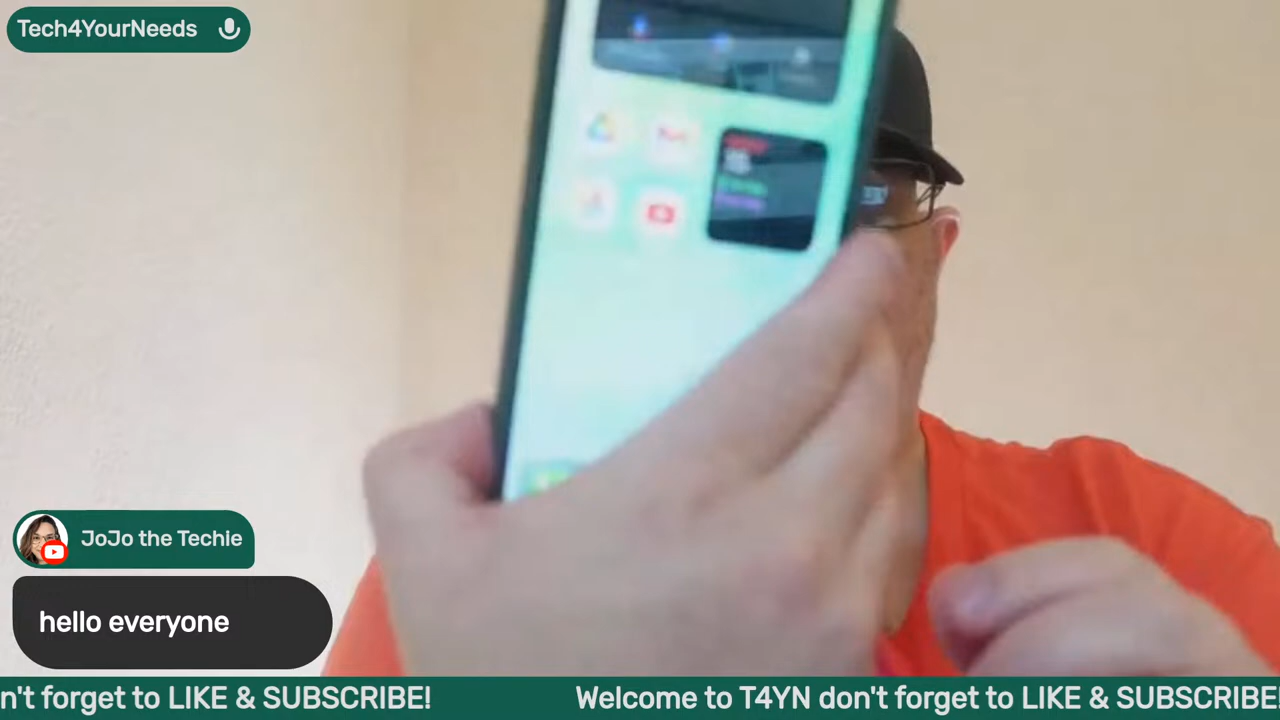 Tech4YourNeeds
JoJo the Techie
hello everyone
n't forget to LIKE & SUBSCRIBE!
Welcome to T4YN don't forget to LIKE & SUBSCRIBE!